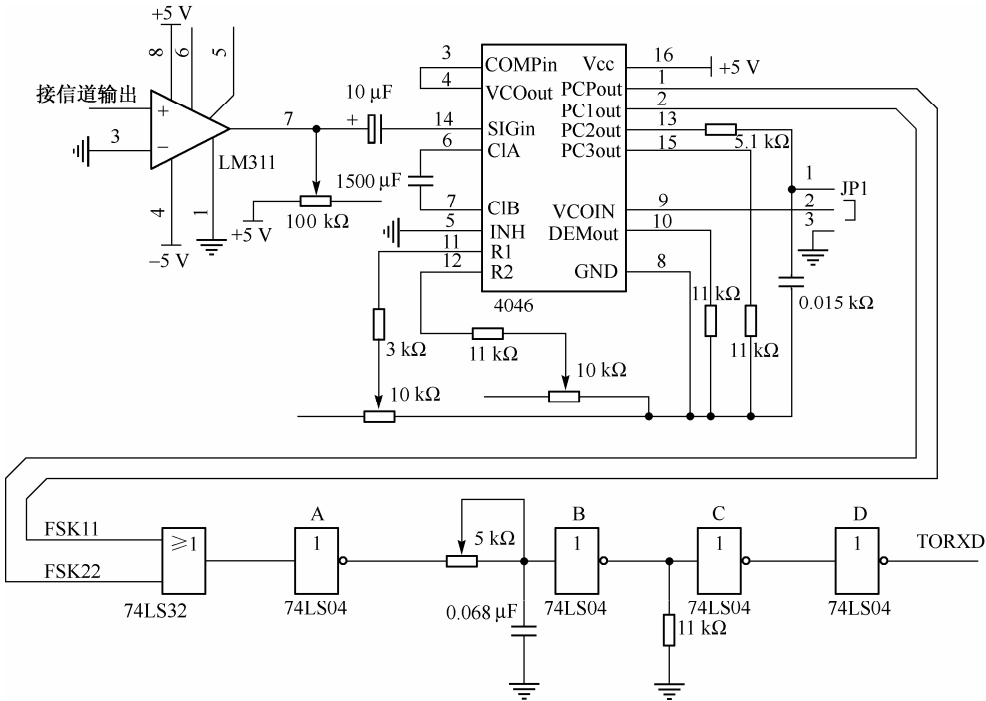 +5 V
8
6
5
接信道输出
+
3
−
LM311
4
1
−5 V
7
10 μF
+
100 kΩ
+5 V
1500 μF
3
COMPin
4
VCOout
14
SIGin
6
ClA
7
ClB
5
INH
11
R1
12
R2
Vcc
16
+5 V
PCPout
1
PC1out
2
PC2out
13
PC3out
15
VCOIN
9
DEMout
10
GND
8
4046
5.1 kΩ
1
JP1
2
3
0.015 kΩ
11 kΩ
11 kΩ
3 kΩ
10 kΩ
11 kΩ
10 kΩ
FSK11
FSK22
≥1
74LS32
A
1
74LS04
5 kΩ
0.068 μF
B
1
74LS04
11 kΩ
C
1
74LS04
D
1
74LS04
TORXD